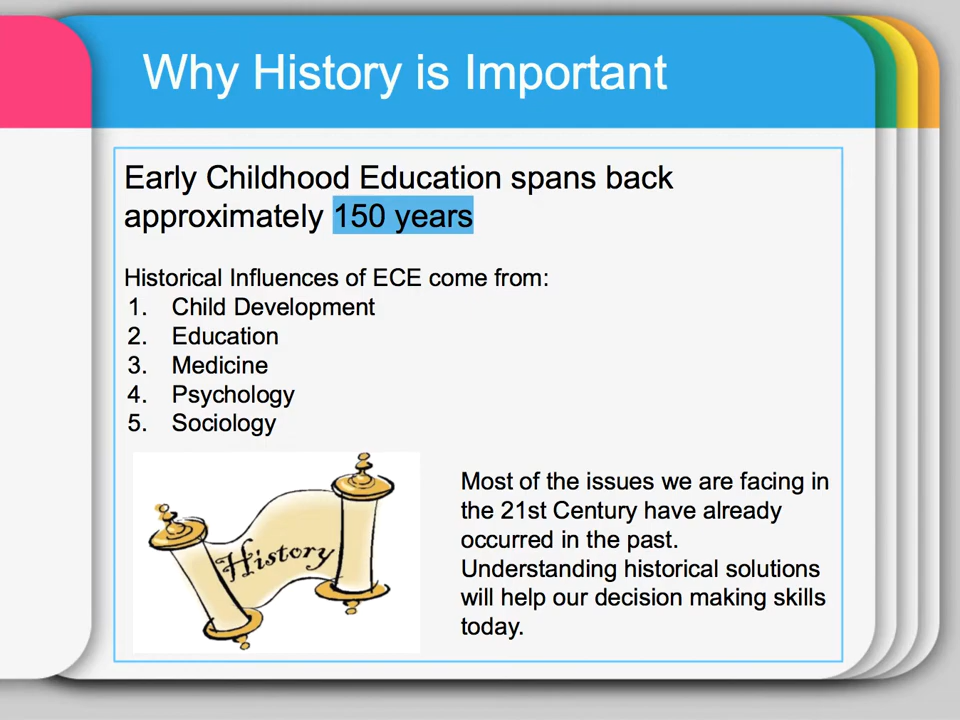 Why History is Important
Early Childhood Education spans back
approximately 150 years
Historical Influences of ECE come from:
1. Child Development
2. Education
3. Medicine
4. Psychology
5. Sociology
History
Most of the issues we are facing in
the 21st Century have already
occurred in the past.
Understanding historical solutions
will help our decision making skills
today.